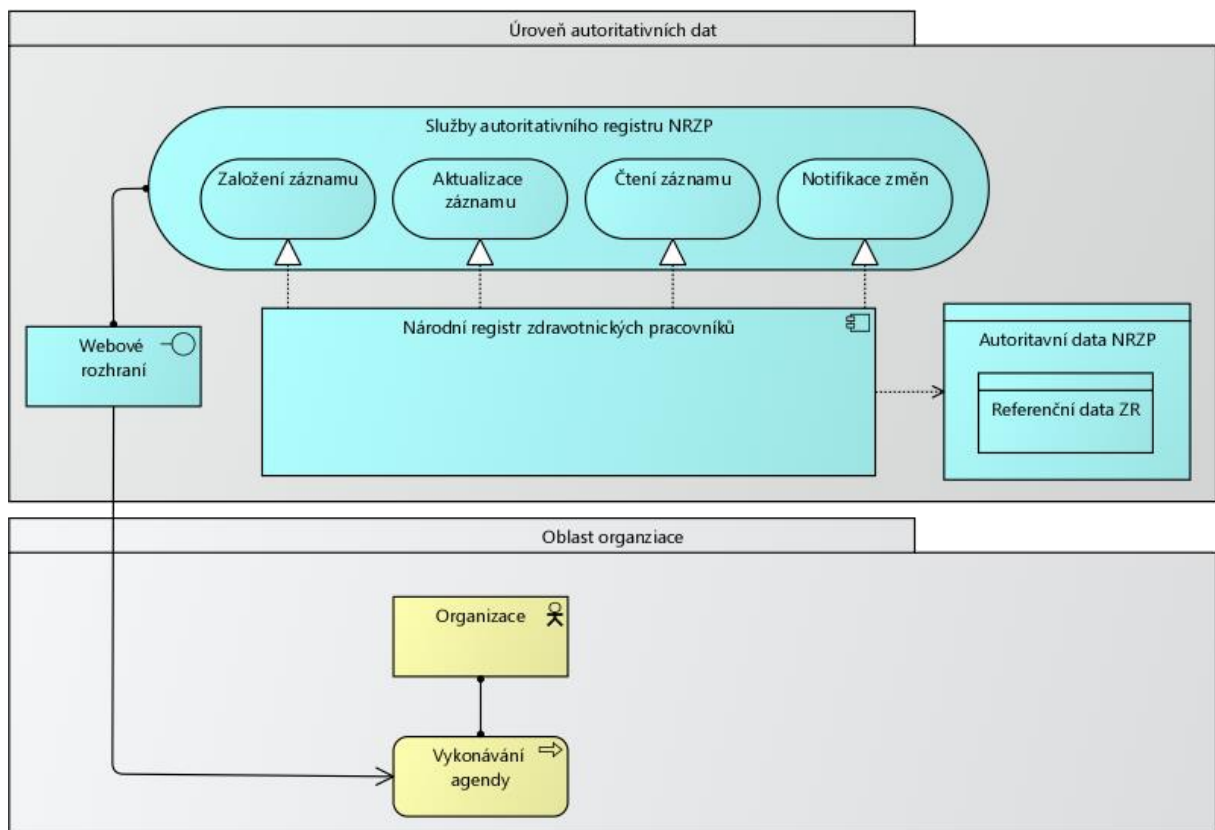 Úroveň autoritativních dat
Služby autoritativního registru NRZP
Založení záznamu
Aktualizace
záznamu
Čtení záznamu
Notifikace změn
Webové
rozhraní
Národní registr zdravotnických pracovníků
Autoritavní data NRZP
Referenční data ZR
Oblast organziace
Organizace
Vykonávání
agendy